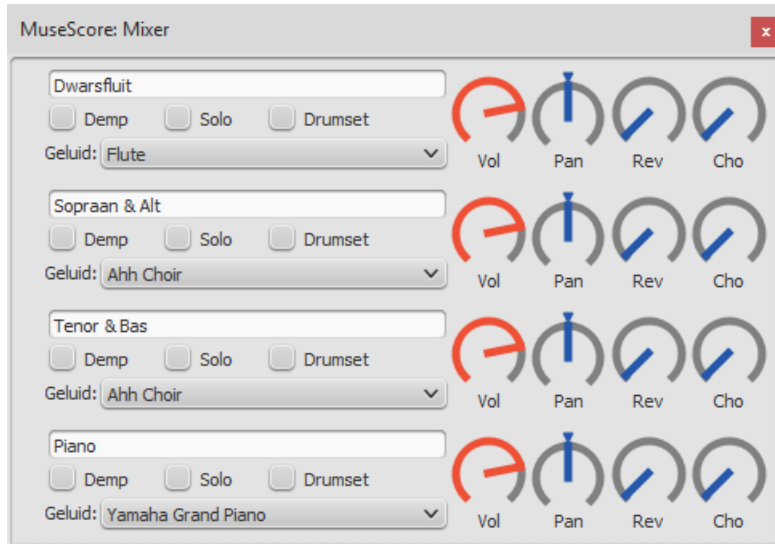 MuseScore: Mixer x
Dwarsfluit
Demp Solo Drumset
Geluid: Flute
Vol Pan Rev Cho
Sopraan & Alt
Demp Solo Drumset
Geluid: Ahh Choir
Vol Pan Rev Cho
Tenor & Bas
Demp Solo Drumset
Geluid: Ahh Choir
Vol Pan Rev Cho
Piano
Demp Solo Drumset
Geluid: Yamaha Grand Piano
Vol Pan Rev Cho